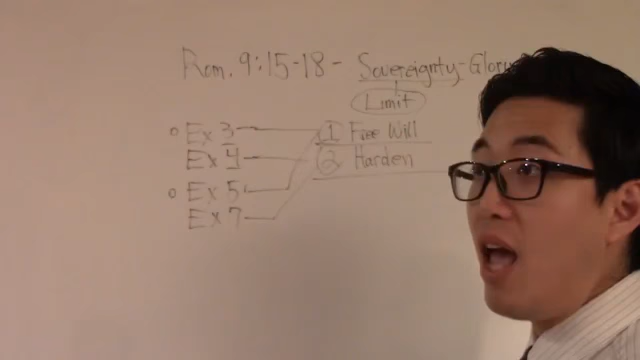 Rom. 9:15-18 - Sovereignty-Glory
Limit
Ex 3 1 Free Will
Ex 4 2 Harden
Ex 5
Ex 7